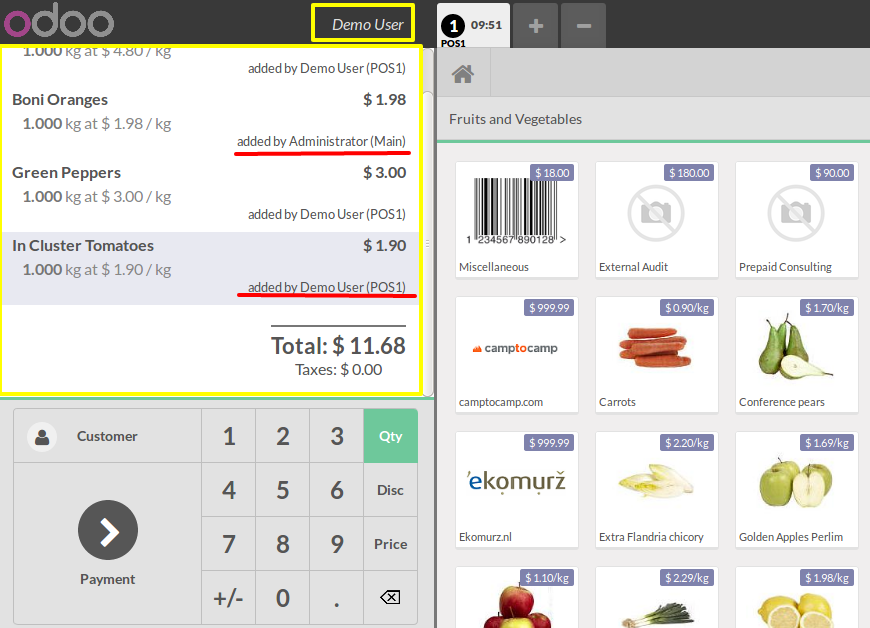 odoo
Demo User
1
09:51
POS1
+
−
1.000 kg at $ 4.80 / kg
added by Demo User (POS1)
Boni Oranges
$ 1.98
1.000 kg at $ 1.98 / kg
added by Administrator (Main)
Green Peppers
$ 3.00
1.000 kg at $ 3.00 / kg
added by Demo User (POS1)
In Cluster Tomatoes
$ 1.90
1.000 kg at $ 1.90 / kg
added by Demo User (POS1)
Total: $ 11.68
Taxes: $ 0.00
Customer
Payment
1 2 3 Qty
4 5 6 Disc
7 8 9 Price
+/- 0 .
Fruits and Vegetables
$ 18.00
1 234567 890128 >
Miscellaneous
$ 180.00
External Audit
$ 90.00
Prepaid Consulting
$ 999.99
camptocamp
camptocamp.com
$ 0.90/kg
Carrots
$ 1.70/kg
Conference pears
$ 999.99
ekomurž
Ekomurz.nl
$ 2.20/kg
Extra Flandria chicory
$ 1.69/kg
Golden Apples Perlim
$ 1.10/kg
$ 2.29/kg
$ 1.98/kg